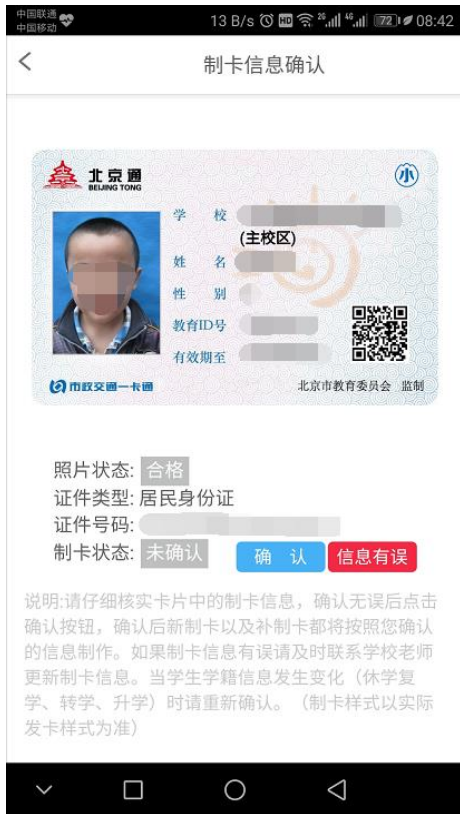 中国联通
中国移动
13 B/s HD 26 46 72 08:42
制卡信息确认
北京通
BEIJING TONG
小
学 校
(主校区)
姓 名
性 别
教育ID号
有效期至
市政交通一卡通
北京市教育委员会 监制
照片状态: 合格
证件类型: 居民身份证
证件号码:
制卡状态: 未确认 确 认 信息有误
说明:请仔细核实卡片中的制卡信息，确认无误后点击
确认按钮，确认后新制卡以及补制卡都将按照您确认
的信息制作。如果制卡信息有误请及时联系学校老师
更新制卡信息。当学生学籍信息发生变化（休学复
学、转学、升学）时请重新确认。（制卡样式以实际
发卡样式为准）